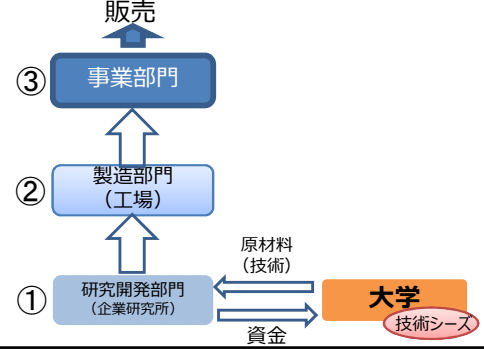 販売
③
事業部門
②
製造部門
（工場）
原材料
（技術）
①
研究開発部門
（企業研究所）
大学
技術シーズ
資金